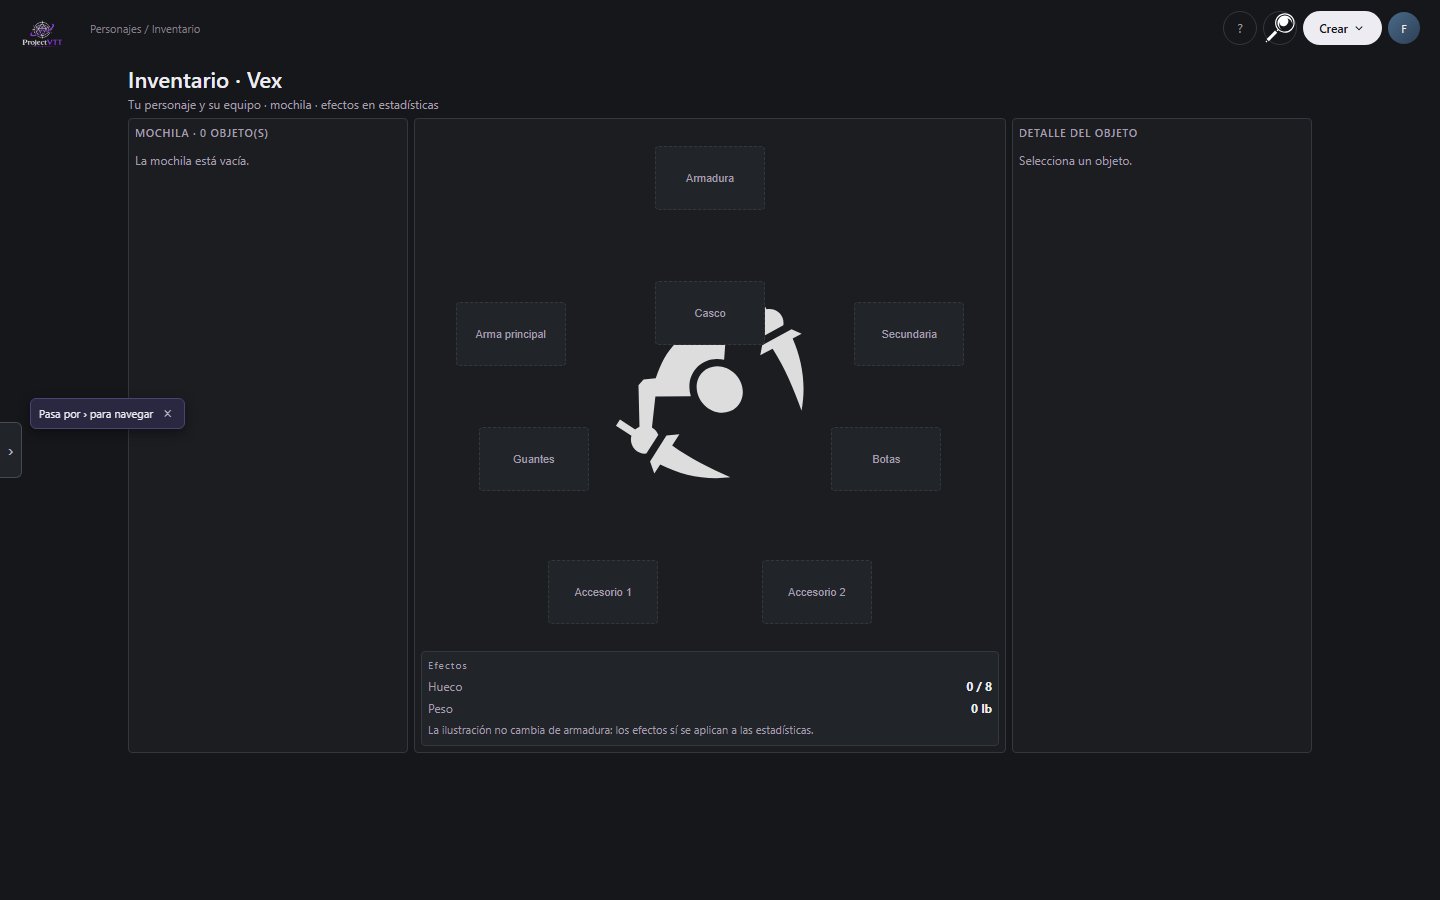 ProjectVTT
Personajes / Inventario
?
Crear
F
Inventario · Vex
Tu personaje y su equipo · mochila · efectos en estadísticas
MOCHILA · 0 OBJETO(S)
La mochila está vacía.
Armadura
Casco
Arma principal
Secundaria
Guantes
Botas
Accesorio 1
Accesorio 2
Efectos
Hueco 0 / 8
Peso 0 lb
La ilustración no cambia de armadura: los efectos sí se aplican a las estadísticas.
DETALLE DEL OBJETO
Selecciona un objeto.
Pasa por › para navegar ×
›